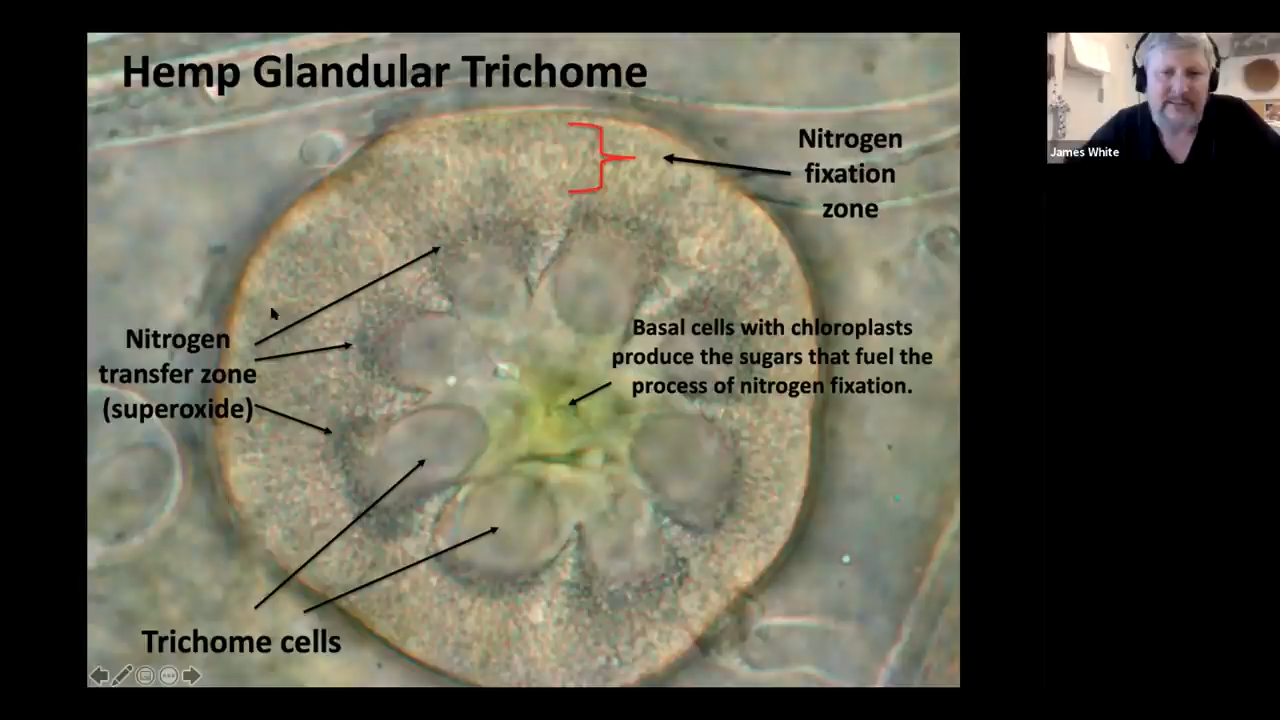 Hemp Glandular Trichome
Nitrogen
fixation
zone
James White
Basal cells with chloroplasts
produce the sugars that fuel the
process of nitrogen fixation.
Nitrogen
transfer zone
(superoxide)
Trichome cells